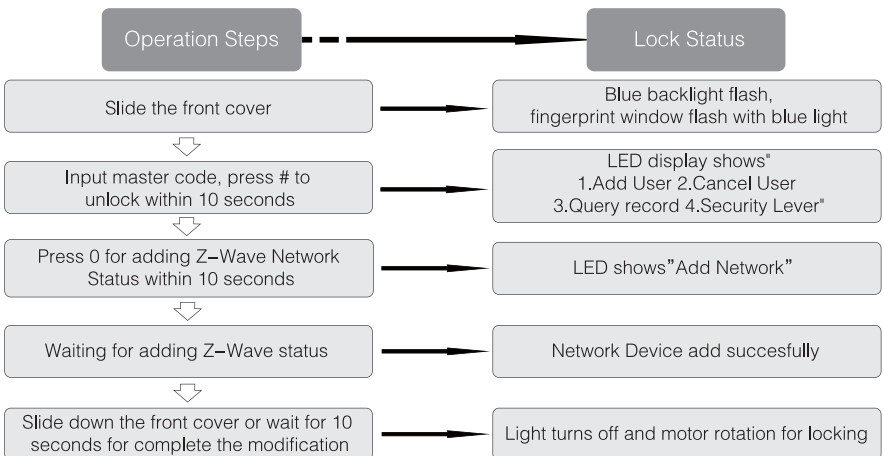 Operation Steps
Lock Status
Slide the front cover
Blue backlight flash,
fingerprint window flash with blue light
Input master code, press # to
unlock within 10 seconds
LED display shows"
1.Add User 2.Cancel User
3.Query record 4.Security Lever"
Press 0 for adding Z–Wave Network
Status within 10 seconds
LED shows”Add Network”
Waiting for adding Z–Wave status
Network Device add succesfully
Slide down the front cover or wait for 10
seconds for complete the modification
Light turns off and motor rotation for locking